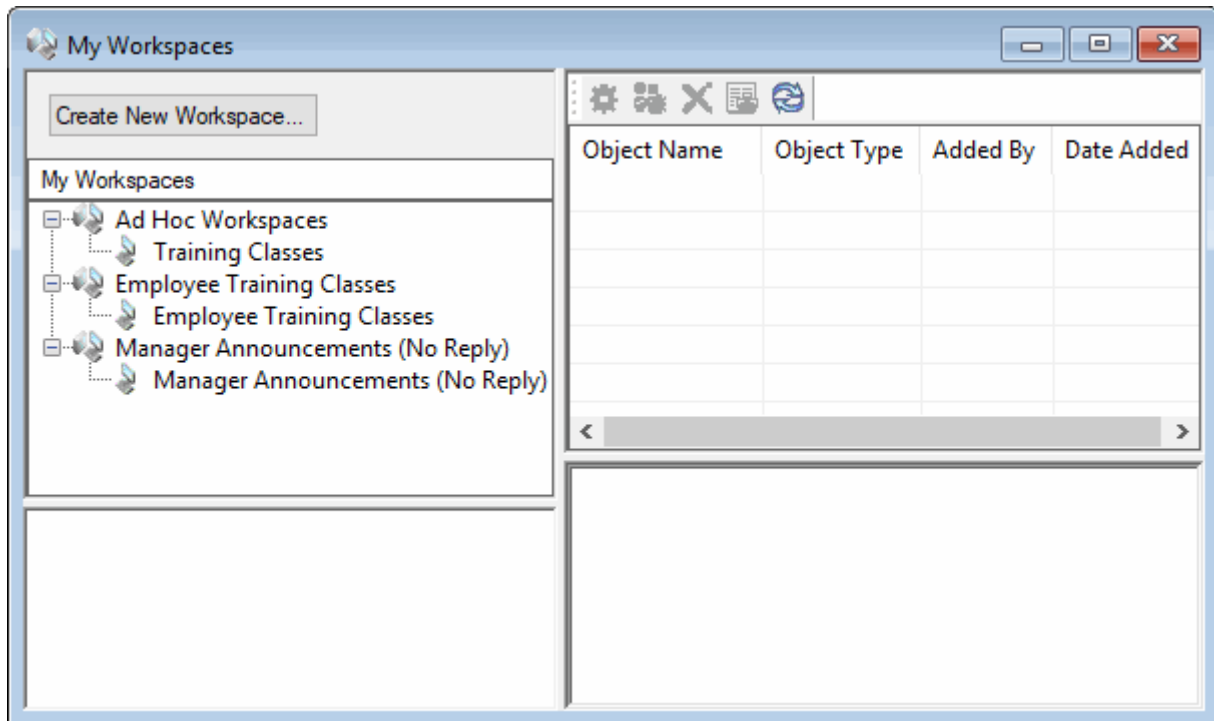 My Workspaces
Create New Workspace...
My Workspaces
Ad Hoc Workspaces
Training Classes
Employee Training Classes
Employee Training Classes
Manager Announcements (No Reply)
Manager Announcements (No Reply)
Object Name Object Type Added By Date Added